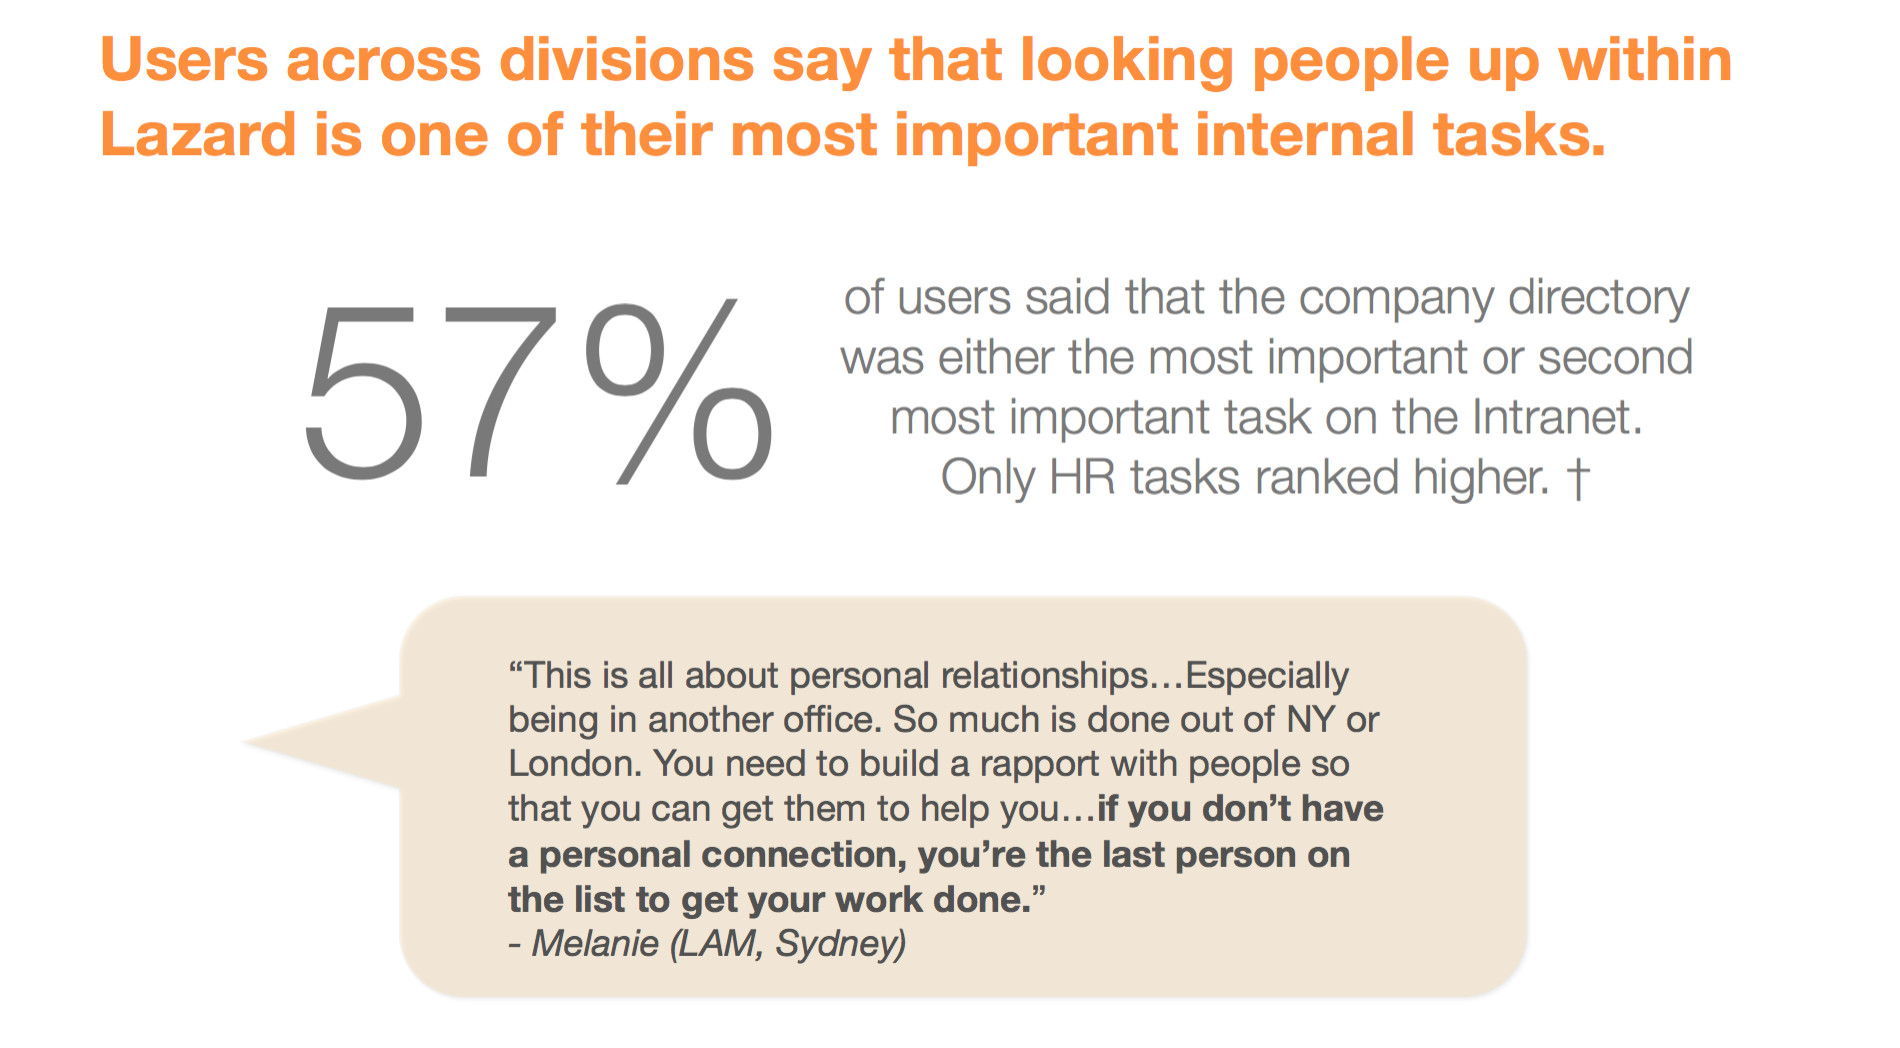 Users across divisions say that looking people up within
Lazard is one of their most important internal tasks.
57%
of users said that the company directory
was either the most important or second
most important task on the Intranet.
Only HR tasks ranked higher. †
“This is all about personal relationships…Especially
being in another office. So much is done out of NY or
London. You need to build a rapport with people so
that you can get them to help you…if you don’t have
a personal connection, you’re the last person on
the list to get your work done.”
- Melanie (LAM, Sydney)